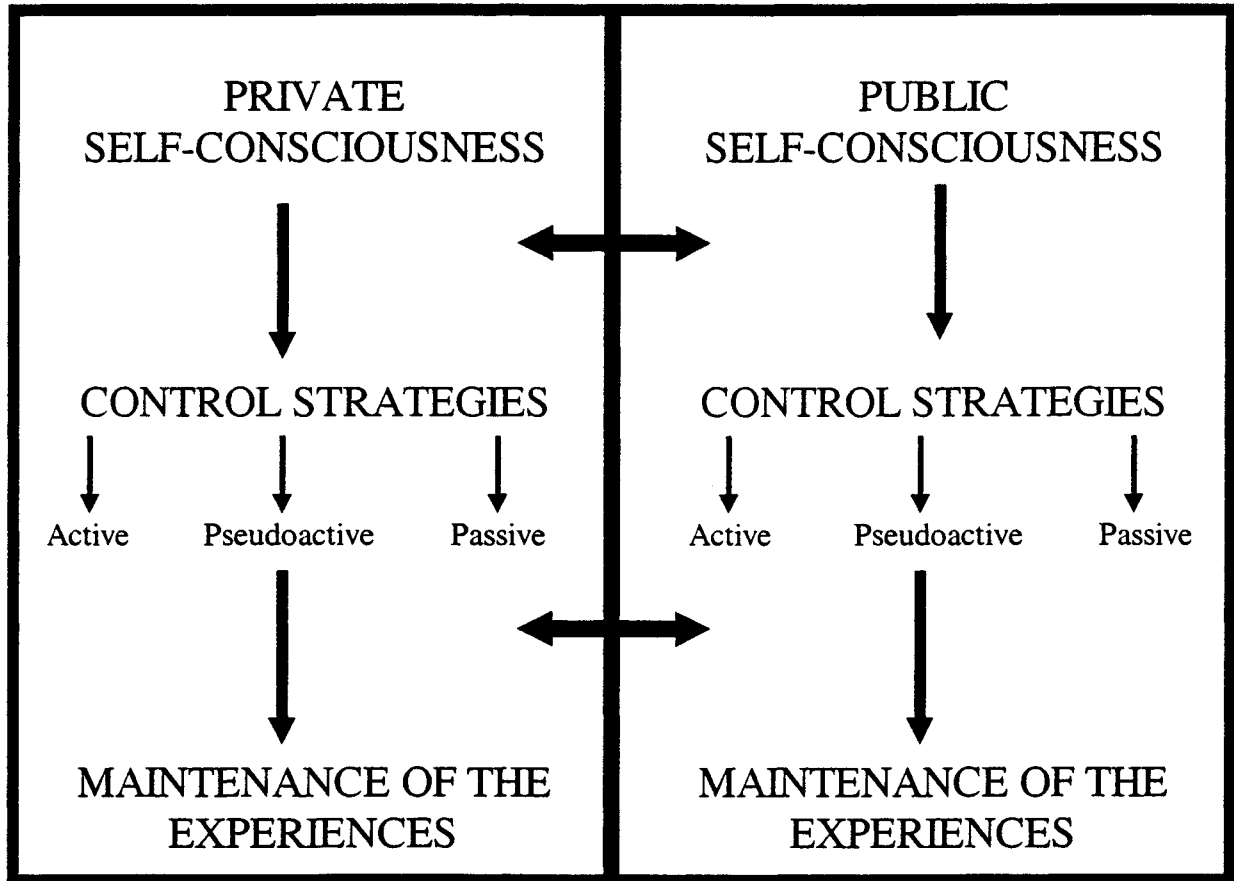 PRIVATE
SELF-CONSCIOUSNESS
CONTROL STRATEGIES
Active Pseudoactive Passive
MAINTENANCE OF THE
EXPERIENCES
PUBLIC
SELF-CONSCIOUSNESS
CONTROL STRATEGIES
Active Pseudoactive Passive
MAINTENANCE OF THE
EXPERIENCES